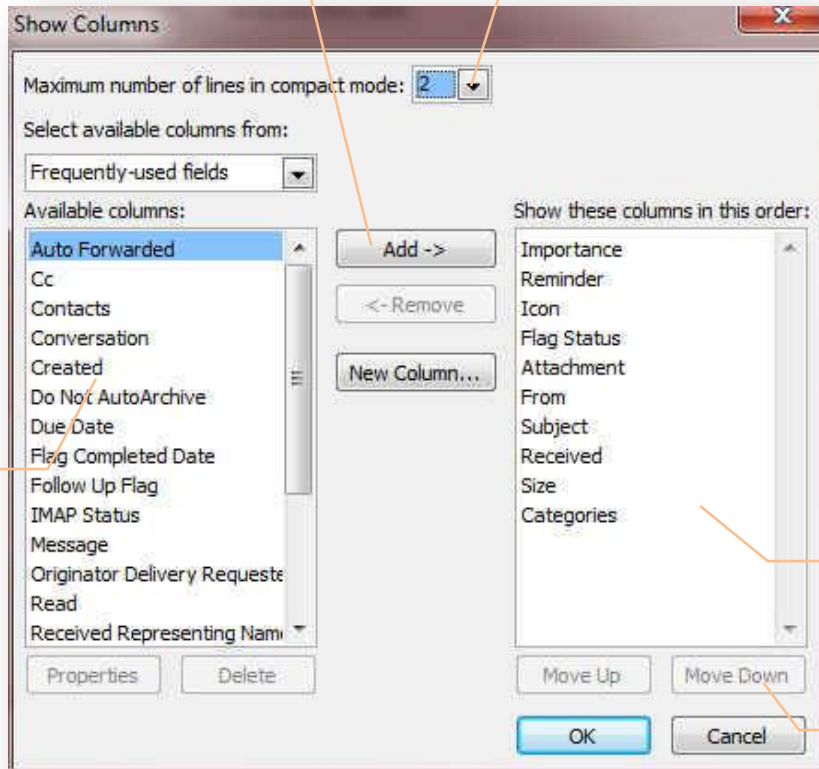 Show Columns
Maximum number of lines in compact mode: 2
Select available columns from:
Frequently-used fields
Available columns:
Auto Forwarded
Cc
Contacts
Conversation
Created
Do Not AutoArchive
Due Date
Flag Completed Date
Follow Up Flag
IMAP Status
Message
Originator Delivery Requeste
Read
Received Representing Nam
Properties
Delete
Add ->
<- Remove
New Column...
Show these columns in this order:
Importance
Reminder
Icon
Flag Status
Attachment
From
Subject
Received
Size
Categories
Move Up
Move Down
OK
Cancel